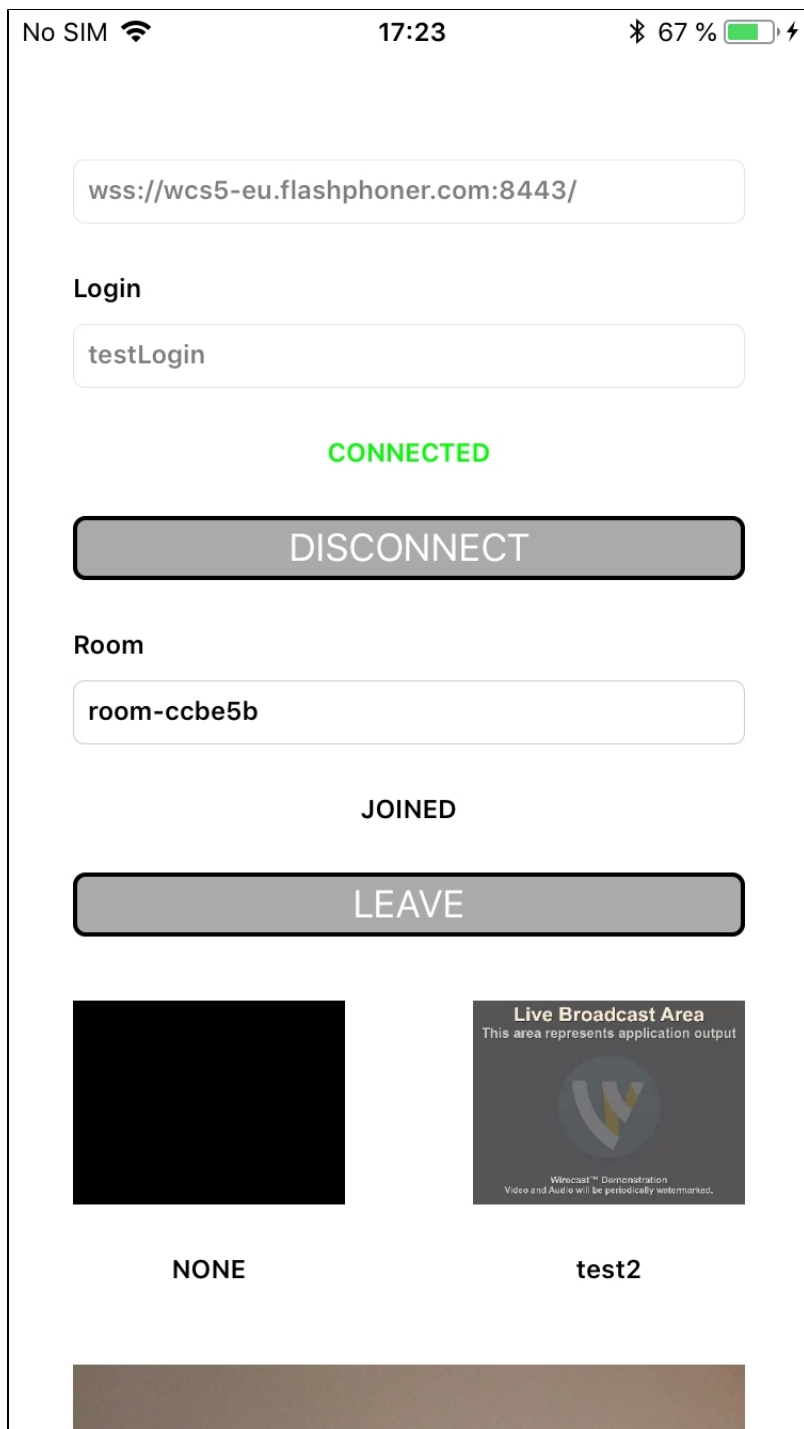 No SIM 17:23 67 %
wss://wcs5-eu.flashphoner.com:8443/
Login
testLogin
CONNECTED
DISCONNECT
Room
room-ccbe5b
JOINED
LEAVE
Live Broadcast Area
This area represents application output
Wirecast™ Demonstration
Video and Audio will be periodically watermarked.
NONE
test2